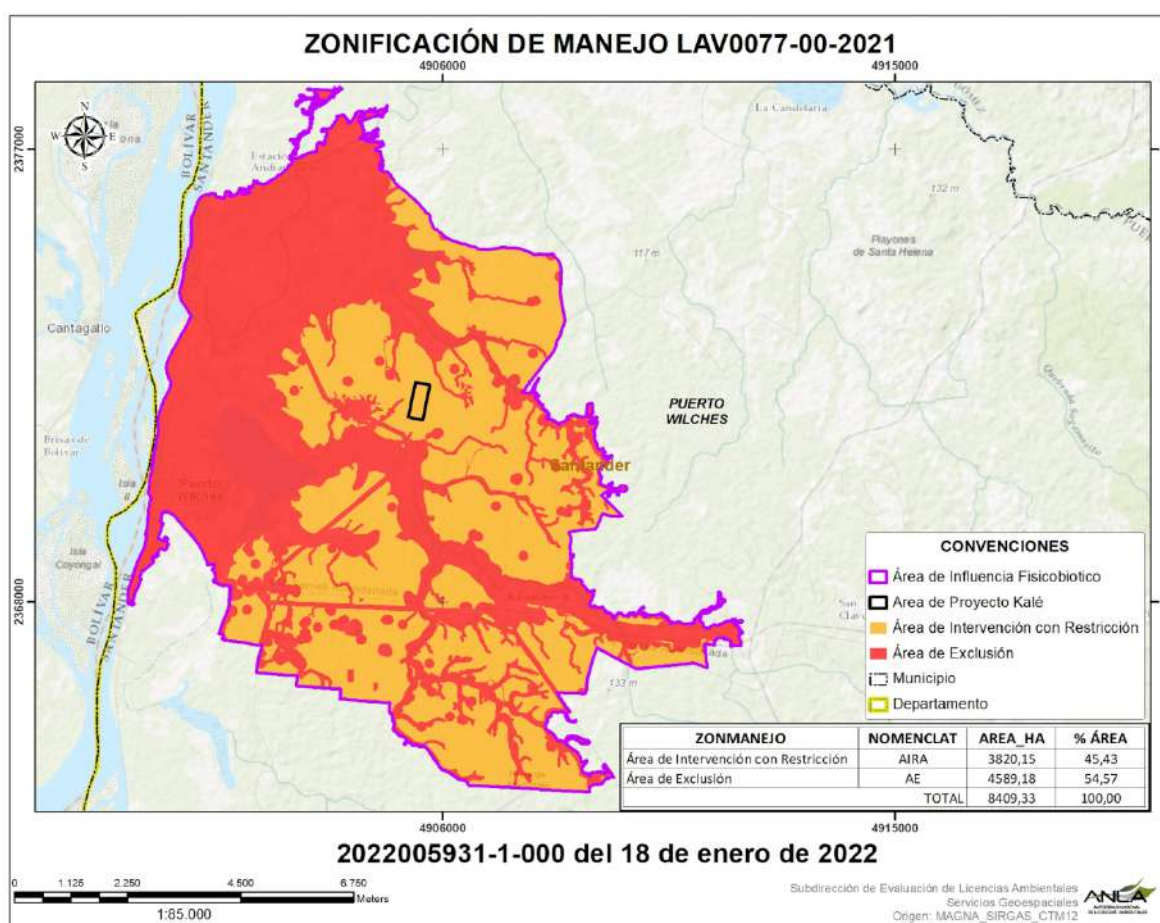 ZONIFICACIÓN DE MANEJO LAV0077-00-2021
4906000
4915000
N
W
E
S
2377000
BOLÍVAR
SANTANDER
La Candelaria
132 m
Playones
de Santa Helena
117 m
Cantagallo
PUERTO
WILCHES
Santander
Brisas de
Bolívar
Isla
Isla
Coyongal
2368000
BOLÍVAR
SANTANDER
133 m
CONVENCIONES
Área de Influencia Fisicobiotico
Area de Proyecto Kalé
Área de Intervención con Restricción
Área de Exclusión
Municipio
Departamento
ZONMANEJO NOMENCLAT AREA_HA % ÁREA
Área de Intervención con Restricción AIRA 3820,15 45,43
Área de Exclusión AE 4589,18 54,57
TOTAL 8409,33 100,00
4906000
4915000
2022005931-1-000 del 18 de enero de 2022
0 1.125 2.250 4.500 6.750
Meters
1:85.000
Subdirección de Evaluación de Licencias Ambientales
Servicios Geoespaciales
Origen: MAGNA_SIRGAS_CTM12
ANLA